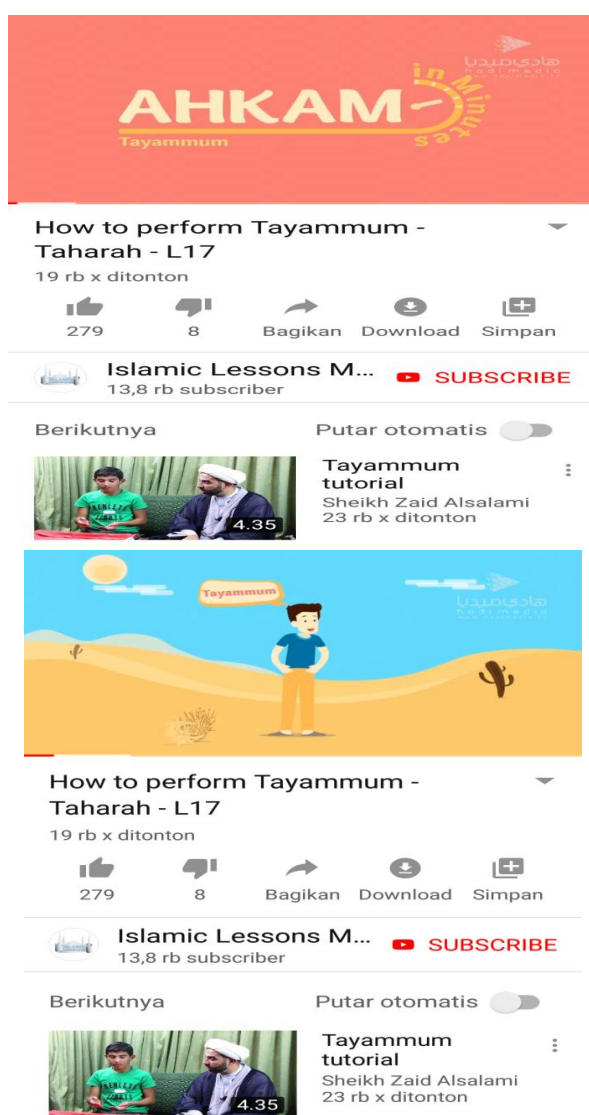 هادي ميديا
hadi media
AHKAM
in Minutes
Tayammum
How to perform Tayammum -
Taharah - L17
19 rb x ditonton
279 8 Bagikan Download Simpan
Islamic Lessons M... SUBSCRIBE
13,8 rb subscriber
Berikutnya Putar otomatis
Tayammum
tutorial
Sheikh Zaid Alsalami
23 rb x ditonton
4.35
Tayammum
هادي ميديا
hadi media
How to perform Tayammum -
Taharah - L17
19 rb x ditonton
279 8 Bagikan Download Simpan
Islamic Lessons M... SUBSCRIBE
13,8 rb subscriber
Berikutnya Putar otomatis
Tayammum
tutorial
Sheikh Zaid Alsalami
23 rb x ditonton
4.35